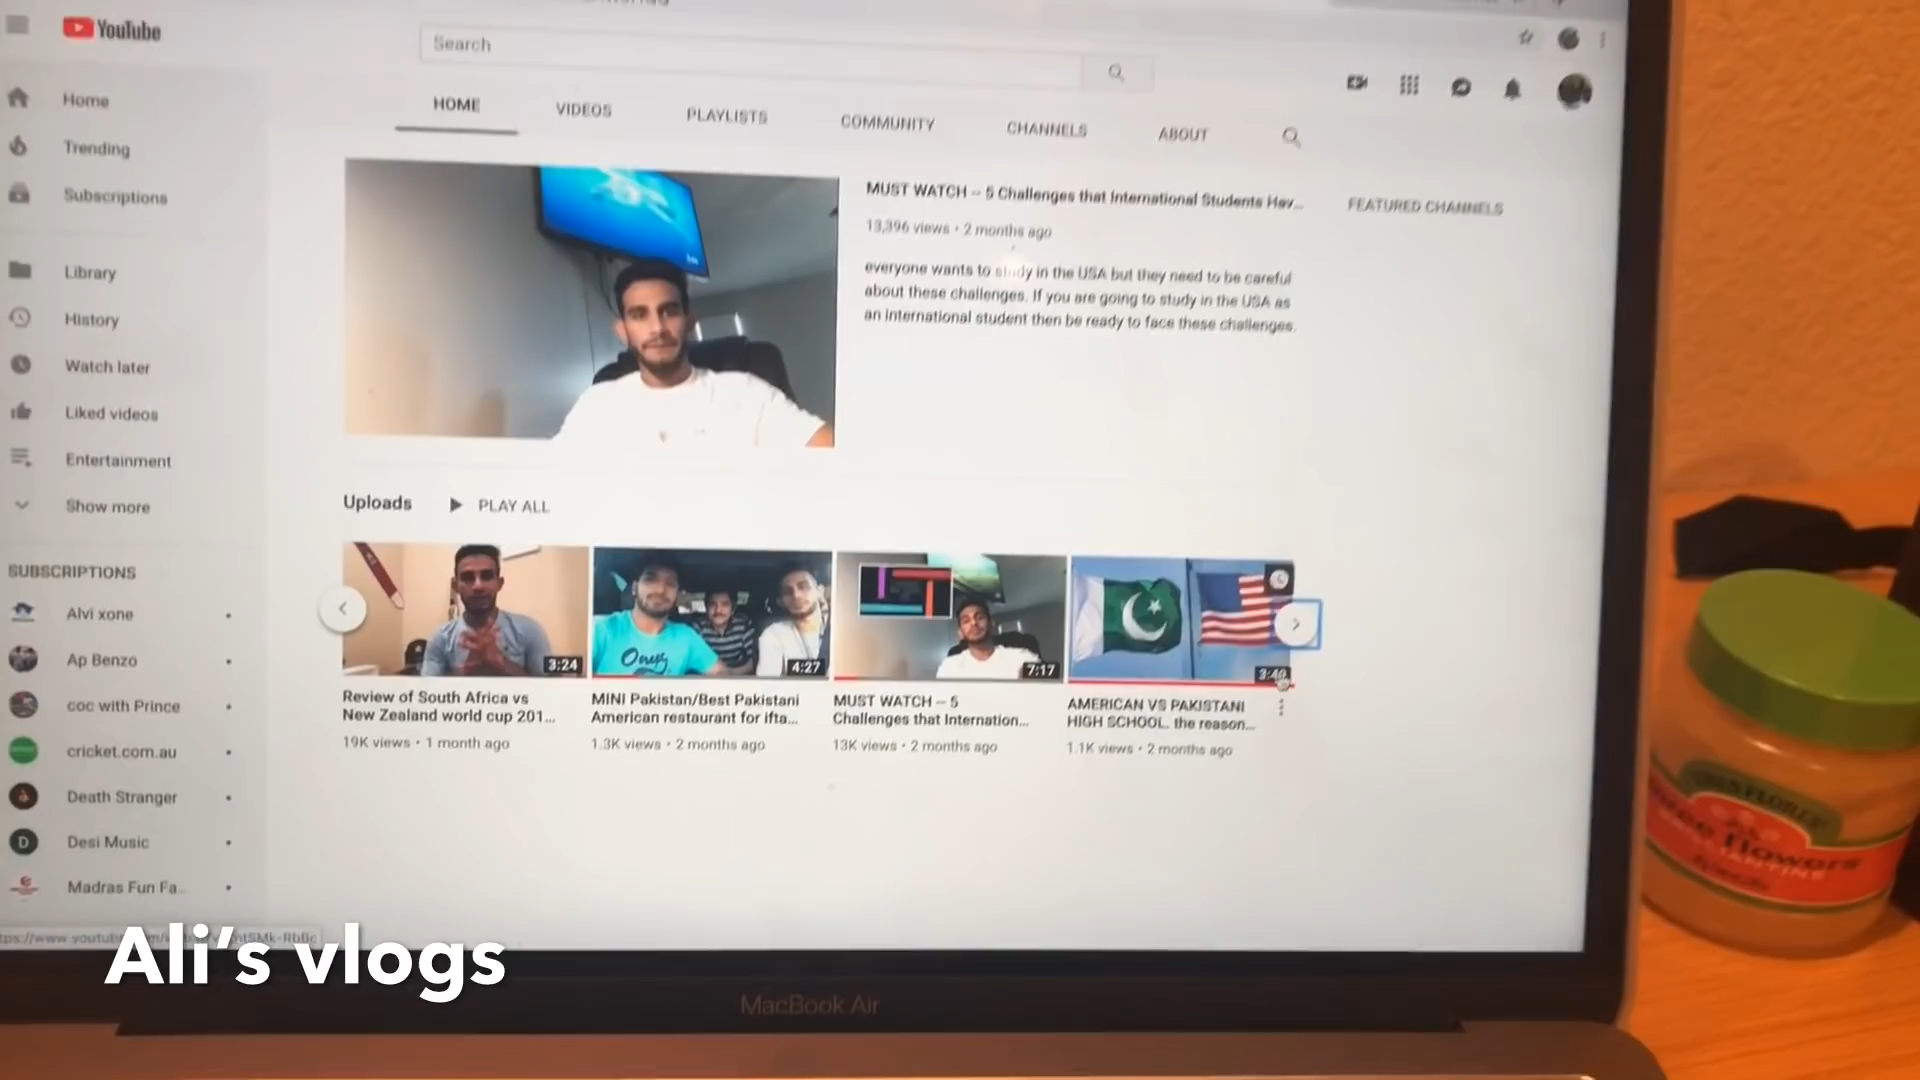 YouTube
Search
HOME
VIDEOS
PLAYLISTS
COMMUNITY
CHANNELS
ABOUT
Home
Trending
Subscriptions
Library
History
Watch later
Liked videos
Entertainment
Show more
SUBSCRIPTIONS
Alvi xone
Ap Benzo
coc with Prince
cricket.com.au
Death Stranger
D
Desi Music
Madras Fun Fa...
MUST WATCH -- 5 Challenges that International Students Hav...
13,396 views • 2 months ago
everyone wants to study in the USA but they need to be careful
about these challenges. If you are going to study in the USA as
an international student then be ready to face these challenges.
FEATURED CHANNELS
Uploads
PLAY ALL
3:24
Review of South Africa vs
New Zealand world cup 201...
19K views • 1 month ago
4:27
MINI Pakistan/Best Pakistani
American restaurant for ifta...
1.3K views • 2 months ago
7:17
MUST WATCH -- 5
Challenges that Internation...
13K views • 2 months ago
3:40
AMERICAN VS PAKISTANI
HIGH SCHOOL. the reason...
1.1K views • 2 months ago
Ali's vlogs
MacBook Air
flowers